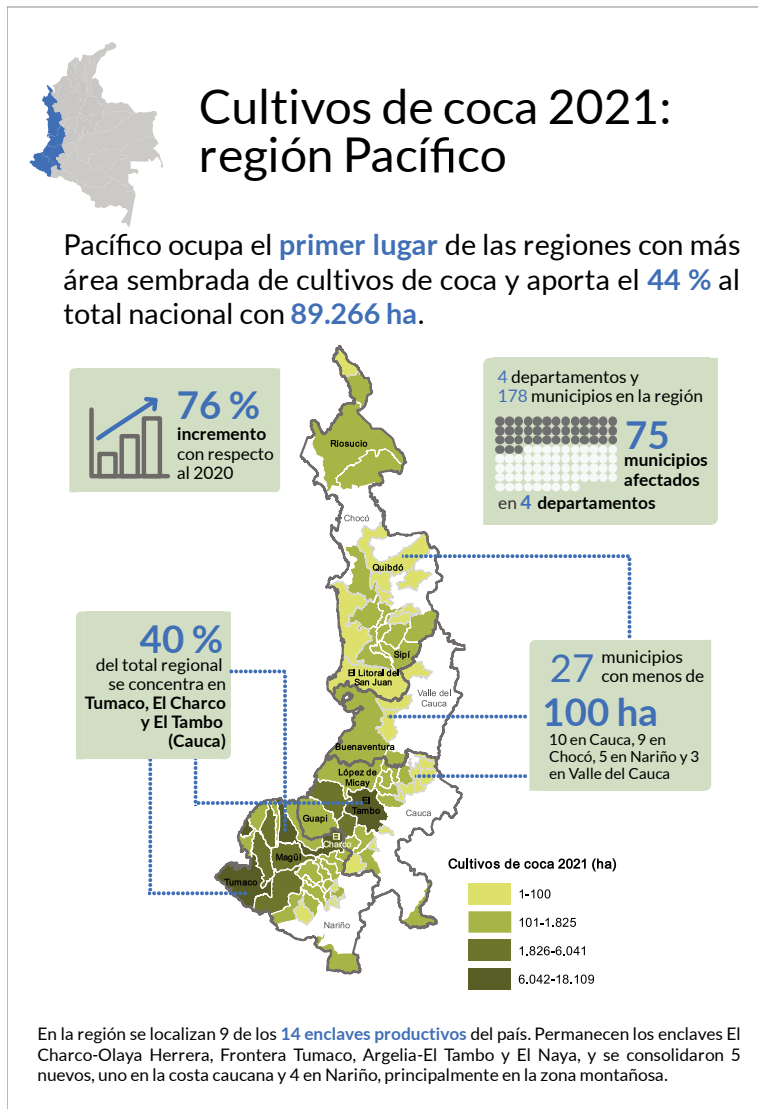 Cultivos de coca 2021:
región Pacífico
Pacífico ocupa el primer lugar de las regiones con más
área sembrada de cultivos de coca y aporta el 44 % al
total nacional con 89.266 ha.
76 %
incremento
con respecto
al 2020
4 departamentos y
178 municipios en la región
75
municipios
afectados
en 4 departamentos
Riosucio
Chocó
Quibdó
Sipí
El Litoral del
San Juan
Valle del
Cauca
Buenaventura
López de
Micay
El
Tambo
Cauca
Guapi
El
Charco
Magüí
Tumaco
Nariño
40 %
del total regional
se concentra en
Tumaco, El Charco
y El Tambo
(Cauca)
27 municipios
con menos de
100 ha
10 en Cauca, 9 en
Chocó, 5 en Nariño y 3
en Valle del Cauca
Cultivos de coca 2021 (ha)
1-100
101-1.825
1.826-6.041
6.042-18.109
En la región se localizan 9 de los 14 enclaves productivos del país. Permanecen los enclaves El
Charco-Olaya Herrera, Frontera Tumaco, Argelia-El Tambo y El Naya, y se consolidaron 5
nuevos, uno en la costa caucana y 4 en Nariño, principalmente en la zona montañosa.